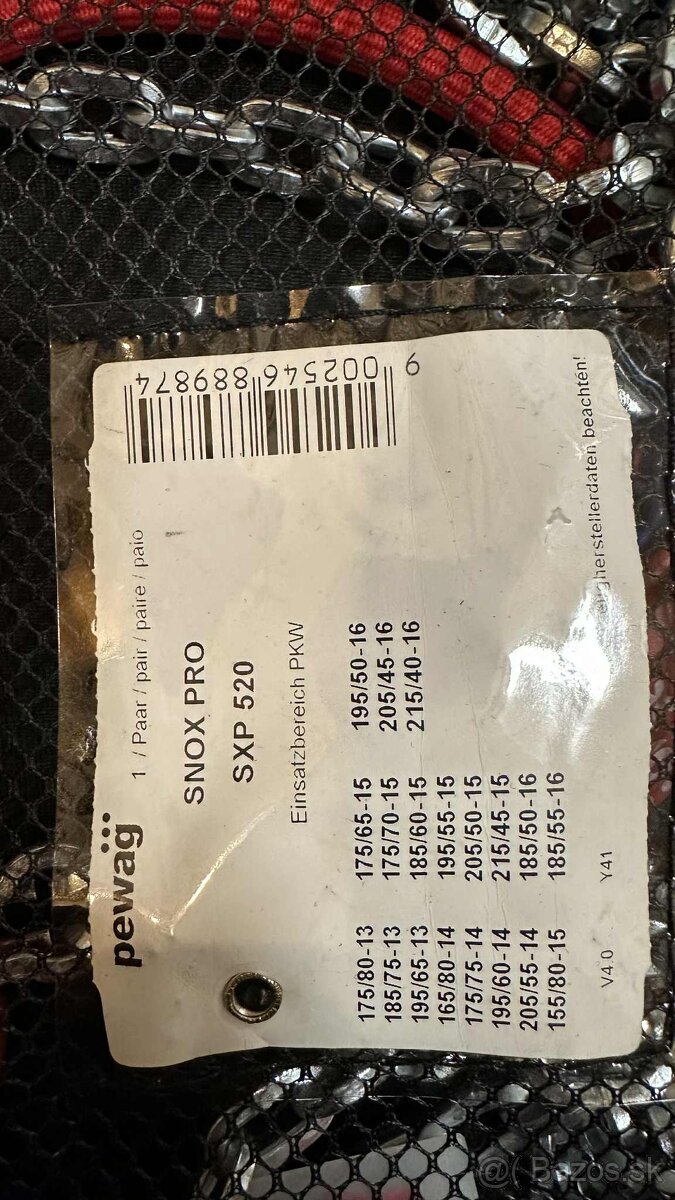 pewag
1 / Paar / pair / paire / paio
SNOX PRO
SXP 520
Einsatzbereich PKW
175/80-13 175/65-15 195/50-16
185/75-13 175/70-15 205/45-16
195/65-13 185/60-15 215/40-16
165/80-14 195/55-15
175/75-14 205/50-15
195/60-14 215/45-15
205/55-14 185/50-16
155/80-15 185/55-16
V4.0 Y41
beachten!
9 002546 889874
@( Bazos.sk